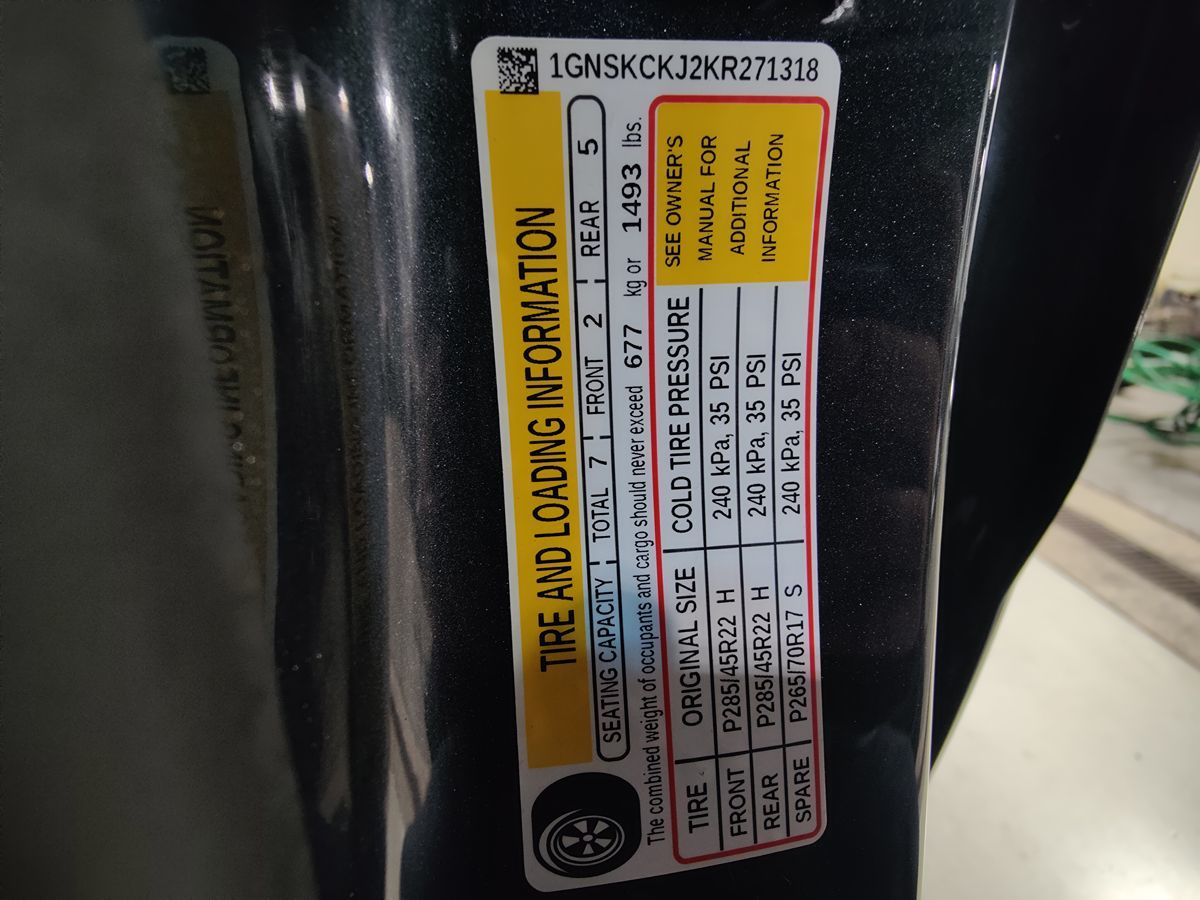 1GNSKCKJ2KR271318
TIRE AND LOADING INFORMATION
SEATING CAPACITY TOTAL 7 FRONT 2 REAR 5
The combined weight of occupants and cargo should never exceed 677 kg or 1493 lbs.
TIRE ORIGINAL SIZE COLD TIRE PRESSURE
FRONT P285/45R22 H 240 kPa, 35 PSI
REAR P285/45R22 H 240 kPa, 35 PSI
SPARE P265/70R17 S 240 kPa, 35 PSI
SEE OWNER'S
MANUAL FOR
ADDITIONAL
INFORMATION